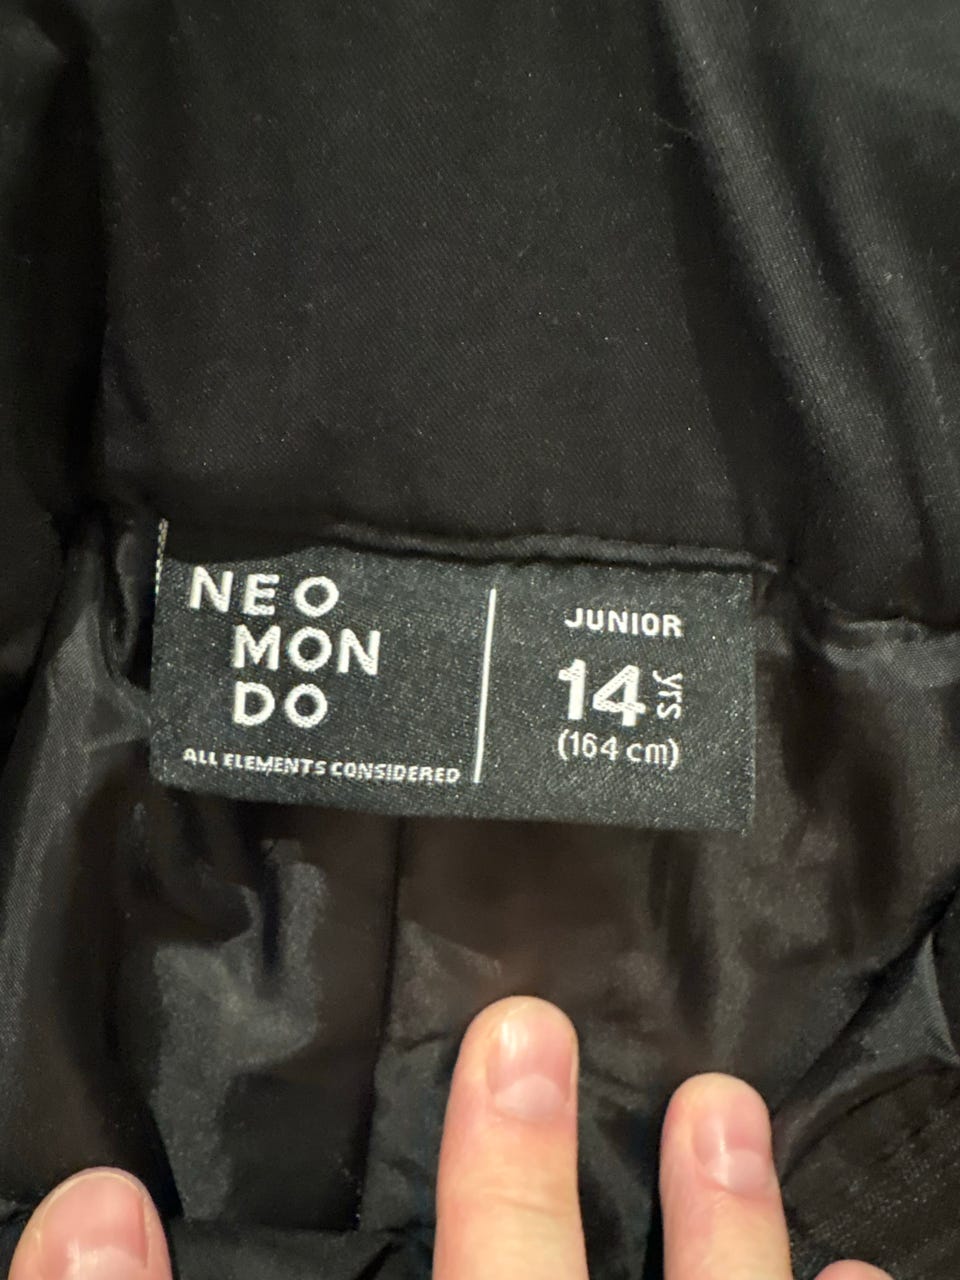 NEO
MON
DO
ALL ELEMENTS CONSIDERED
JUNIOR
14 yrs
(164 cm)